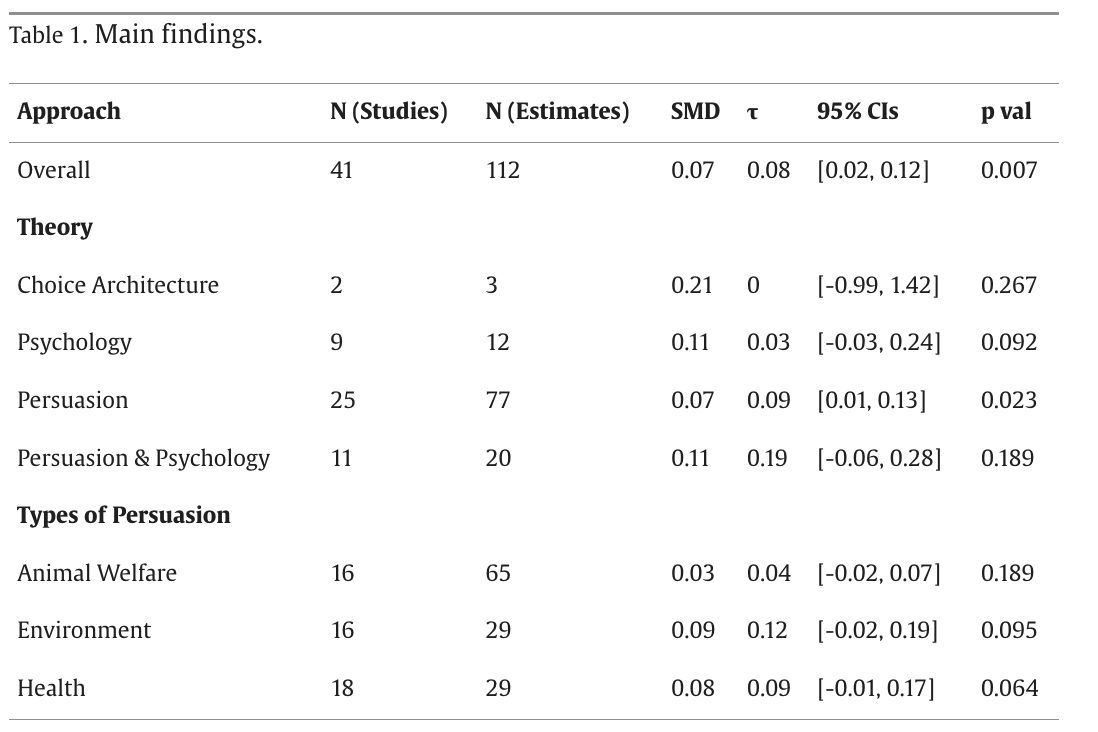 Table 1. Main findings.
Approach N (Studies) N (Estimates) SMD τ 95% CIs p val
Overall 41 112 0.07 0.08 [0.02, 0.12] 0.007
Theory
Choice Architecture 2 3 0.21 0 [-0.99, 1.42] 0.267
Psychology 9 12 0.11 0.03 [-0.03, 0.24] 0.092
Persuasion 25 77 0.07 0.09 [0.01, 0.13] 0.023
Persuasion & Psychology 11 20 0.11 0.19 [-0.06, 0.28] 0.189
Types of Persuasion
Animal Welfare 16 65 0.03 0.04 [-0.02, 0.07] 0.189
Environment 16 29 0.09 0.12 [-0.02, 0.19] 0.095
Health 18 29 0.08 0.09 [-0.01, 0.17] 0.064